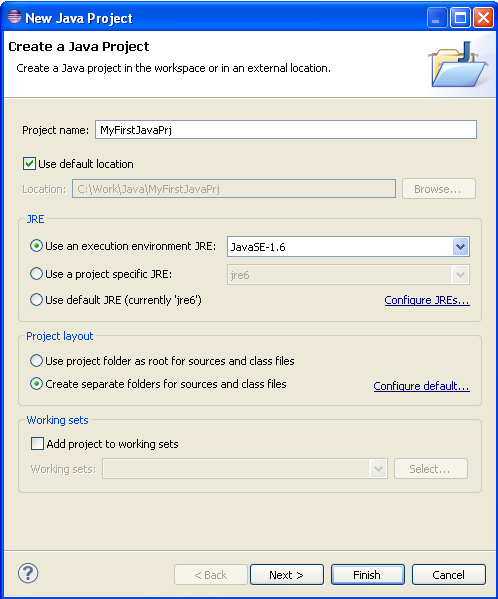 New Java Project
Create a Java Project
Create a Java project in the workspace or in an external location.
Project name: MyFirstJavaPrj
Use default location
Location: C:\Work\Java\MyFirstJavaPrj Browse...
JRE
Use an execution environment JRE: JavaSE-1.6
Use a project specific JRE: jre6
Use default JRE (currently 'jre6') Configure JREs...
Project layout
Use project folder as root for sources and class files
Create separate folders for sources and class files Configure default...
Working sets
Add project to working sets
Working sets: Select...
? < Back Next > Finish Cancel